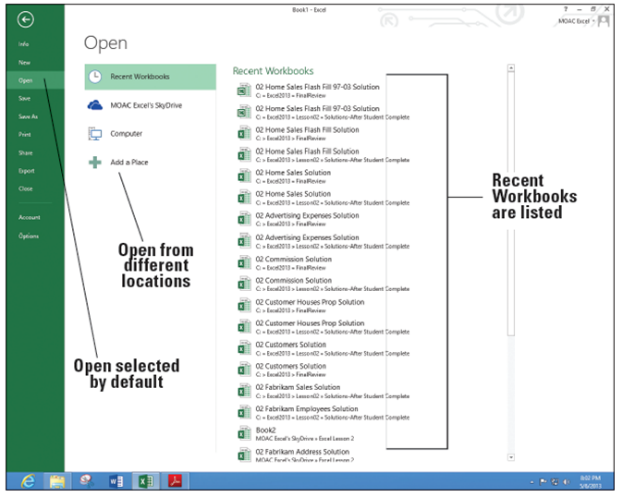 Book1 - Excel
? – X
MOAC Excel
Info
New
Open
Save
Save As
Print
Share
Export
Close
Account
Options
Open
Recent Workbooks
MOAC Excel's SkyDrive
Computer
Add a Place
Open from
different
locations
Open selected
by default
Recent Workbooks
02 Home Sales Flash Fill 97-03 Solution
C: » Excel2013 » FinalReview
02 Home Sales Flash Fill 97-03 Solution
C: » Excel2013 » Lesson02 » Solutions-After Student Complete
02 Home Sales Flash Fill Solution
C: » Excel2013 » FinalReview
02 Home Sales Flash Fill Solution
C: » Excel2013 » Lesson02 » Solutions-After Student Complete
02 Home Sales Solution
C: » Excel2013 » FinalReview
02 Home Sales Solution
C: » Excel2013 » Lesson02 » Solutions-After Student Complete
02 Advertising Expenses Solution
C: » Excel2013 » FinalReview
02 Advertising Expenses Solution
C: » Excel2013 » Lesson02 » Solutions-After Student Complete
02 Commission Solution
C: » Excel2013 » FinalReview
02 Commission Solution
C: » Excel2013 » Lesson02 » Solutions-After Student Complete
02 Customer Houses Prop Solution
C: » Excel2013 » FinalReview
02 Customer Houses Prop Solution
C: » Excel2013 » Lesson02 » Solutions-After Student Complete
02 Customers Solution
C: » Excel2013 » Lesson02 » Solutions-After Student Complete
02 Customers Solution
C: » Excel2013 » FinalReview
02 Fabrikam Sales Solution
C: » Excel2013 » Lesson02 » Solutions-After Student Complete
02 Fabrikam Employees Solution
C: » Excel2013 » Lesson02 » Solutions-After Student Complete
Book2
MOAC Excel's SkyDrive » Excel Lesson 2
02 Fabrikam Address Solution
MOAC Excel's SkyDrive » Excel Lesson 2
Recent
Workbooks
are listed
8:02 PM
5/8/2013